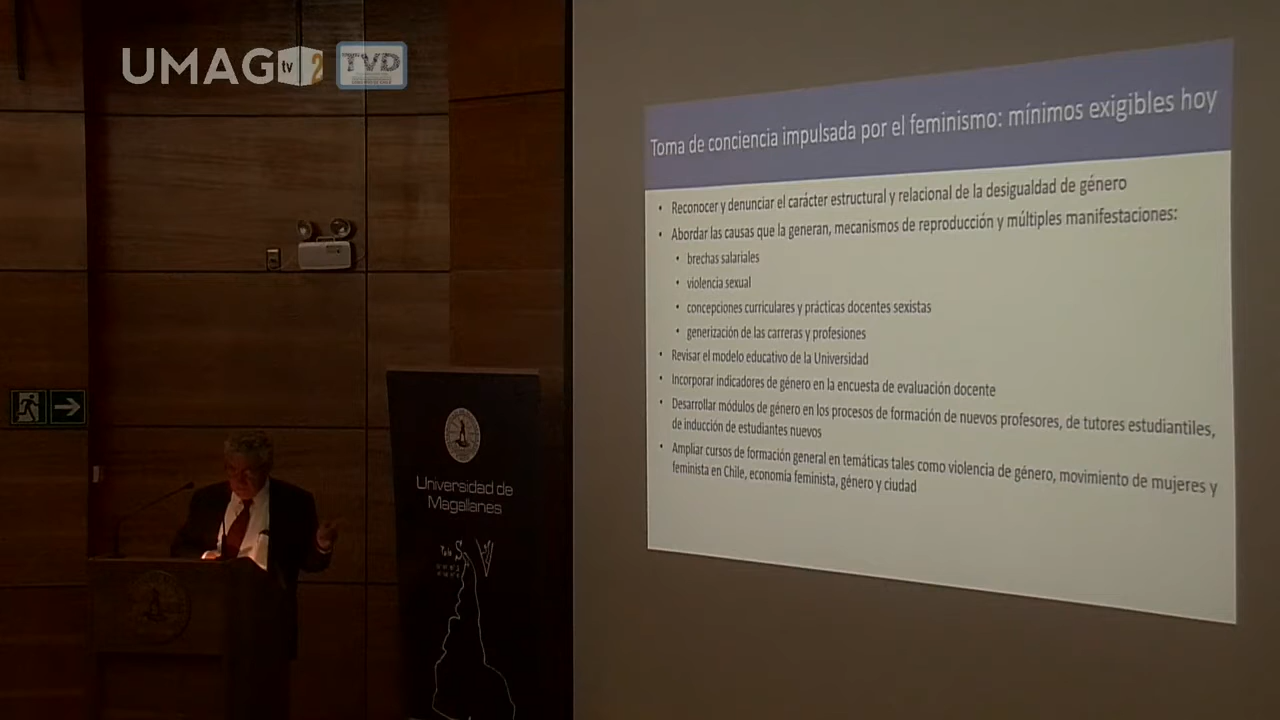 UMAG tv 2 TVD
Toma de conciencia impulsada por el feminismo: mínimos exigibles hoy
• Reconocer y denunciar el carácter estructural y relacional de la desigualdad de género
• Abordar las causas que la generan, mecanismos de reproducción y múltiples manifestaciones:
• brechas salariales
• violencia sexual
• concepciones curriculares y prácticas docentes sexistas
• generización de las carreras y profesiones
• Revisar el modelo educativo de la Universidad
• Incorporar indicadores de género en la encuesta de evaluación docente
• Desarrollar módulos de género en los procesos de formación de nuevos profesores, de tutores estudiantiles,
de inducción de estudiantes nuevos
• Ampliar cursos de formación general en temáticas tales como violencia de género, movimiento de mujeres y
feminista en Chile, economía feminista, género y ciudad
Universidad de
Magallanes